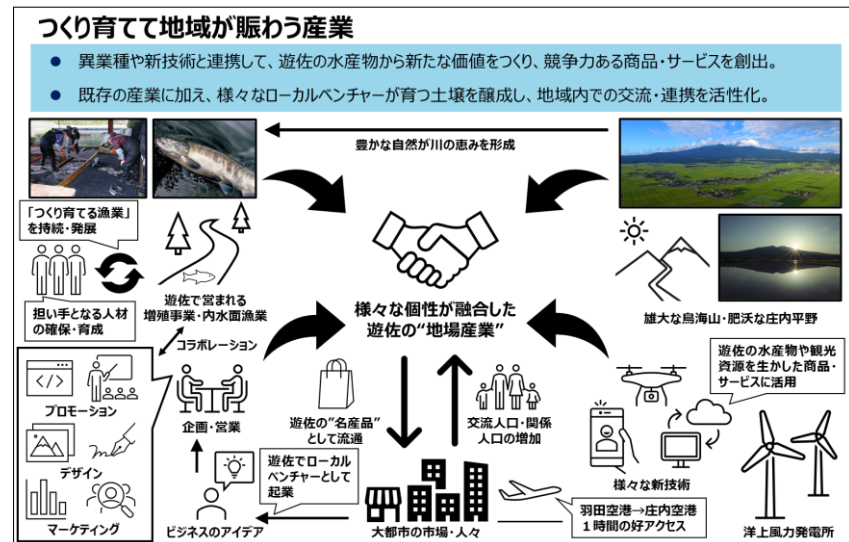 つくり育てて地域が賑わう産業
● 異業種や新技術と連携して、遊佐の水産物から新たな価値をつくり、競争力ある商品・サービスを創出。
● 既存の産業に加え、様々なローカルベンチャーが育つ土壌を醸成し、地域内での交流・連携を活性化。
豊かな自然が川の恵みを形成
「つくり育てる漁業」
を持続・発展
担い手となる人材
の確保・育成
遊佐で営まれる
増殖事業・内水面漁業
コラボレーション
様々な個性が融合した
遊佐の“地場産業”
雄大な鳥海山・肥沃な庄内平野
プロモーション
デザイン
マーケティング
企画・営業
遊佐の“名産品”
として流通
交流人口・関係
人口の増加
遊佐の水産物や観光
資源を生かした商品・
サービスに活用
様々な新技術
遊佐でローカル
ベンチャーとして
起業
ビジネスのアイデア
大都市の市場・人々
羽田空港→庄内空港
１時間の好アクセス
洋上風力発電所